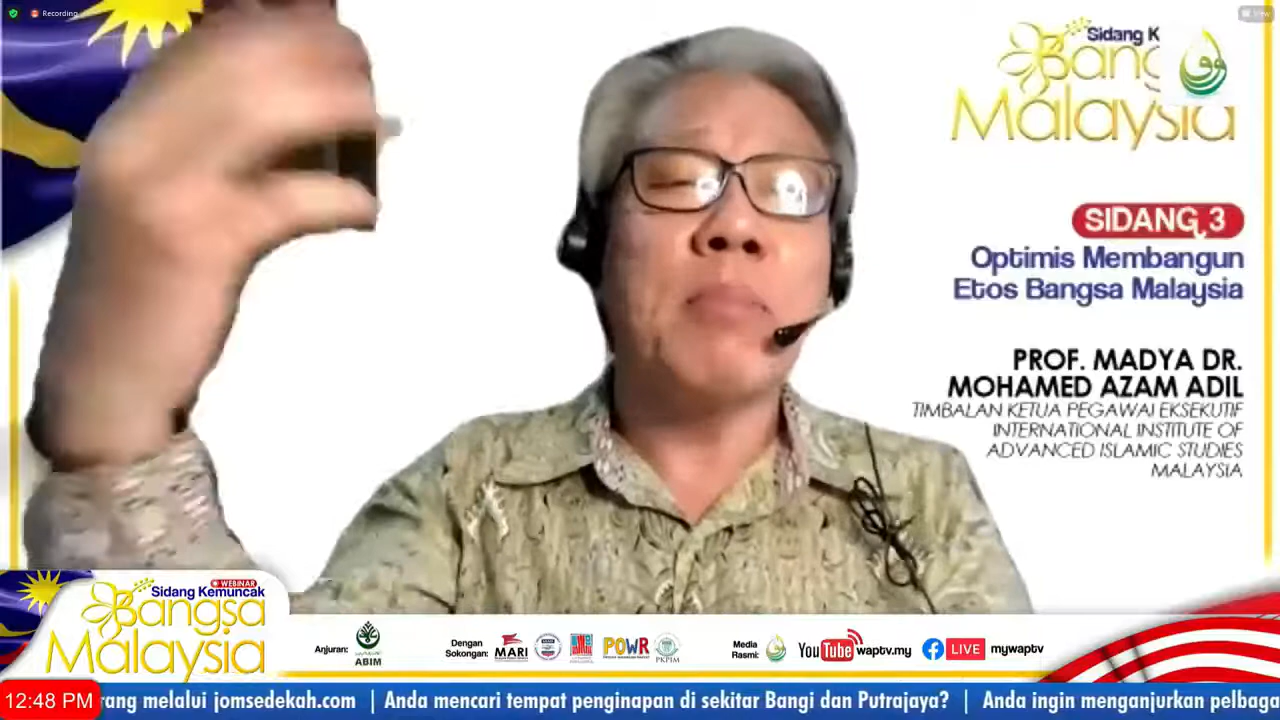 Recording
View
Sidang K
Bang
Malaysia
SIDANG 3
Optimis Membangun
Etos Bangsa Malaysia
PROF. MADYA DR.
MOHAMED AZAM ADIL
TIMBALAN KETUA PEGAWAI EKSEKUTIF
INTERNATIONAL INSTITUTE OF
ADVANCED ISLAMIC STUDIES
MALAYSIA
WEBINAR
Sidang Kemuncak
Bangsa
Malaysia
Anjuran:
ABIM
Dengan
Sokongan:
MARI
POWR
PKPIM
Media
Rasmi:
YouTube waptv.my
LIVE mywaptv
12:48 PM
rang melalui jomsedekah.com | Anda mencari tempat penginapan di sekitar Bangi dan Putrajaya? | Anda ingin menganjurkan pelbaga